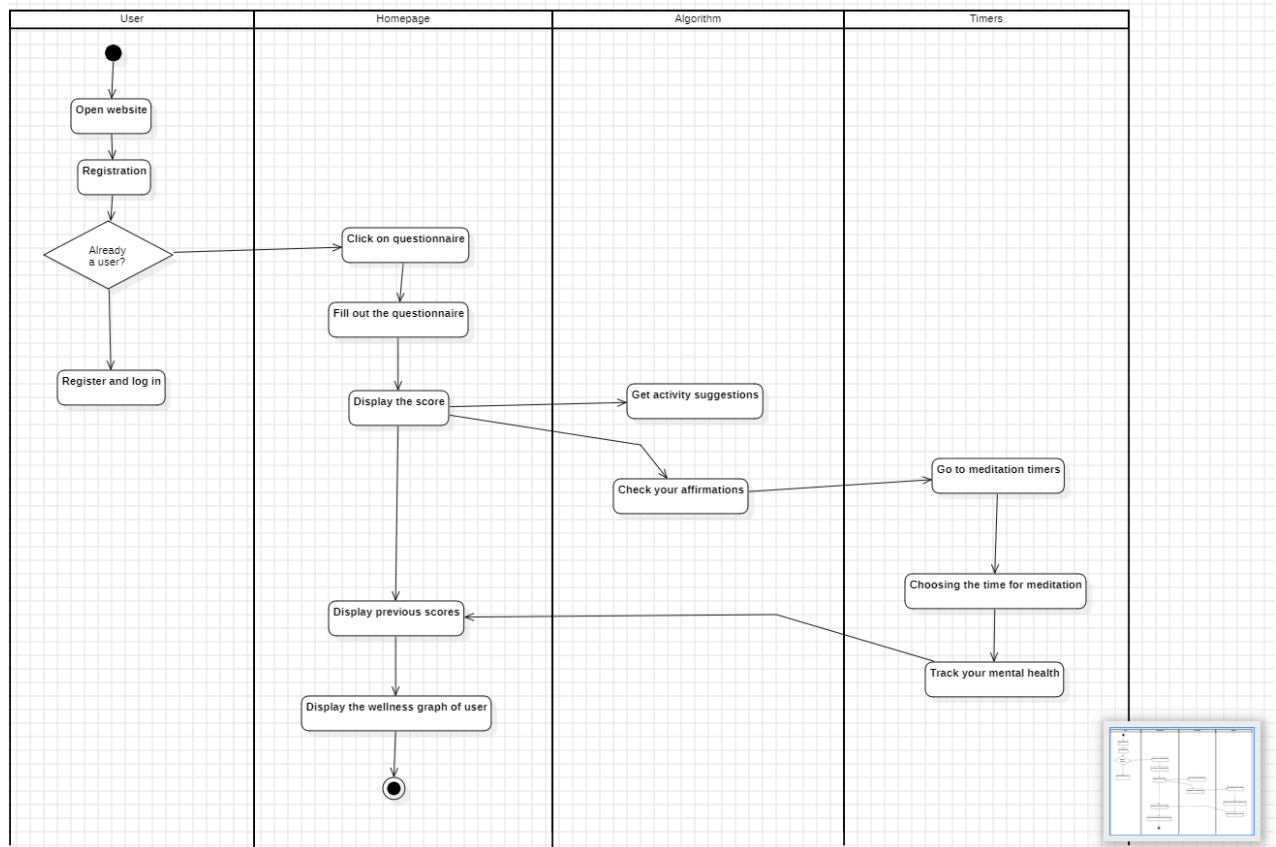 User
Homepage
Algorithm
Timers
Open website
Registration
Already
a user?
Click on questionnaire
Fill out the questionnaire
Register and log in
Display the score
Get activity suggestions
Check your affirmations
Go to meditation timers
Choosing the time for meditation
Display previous scores
Track your mental health
Display the wellness graph of user